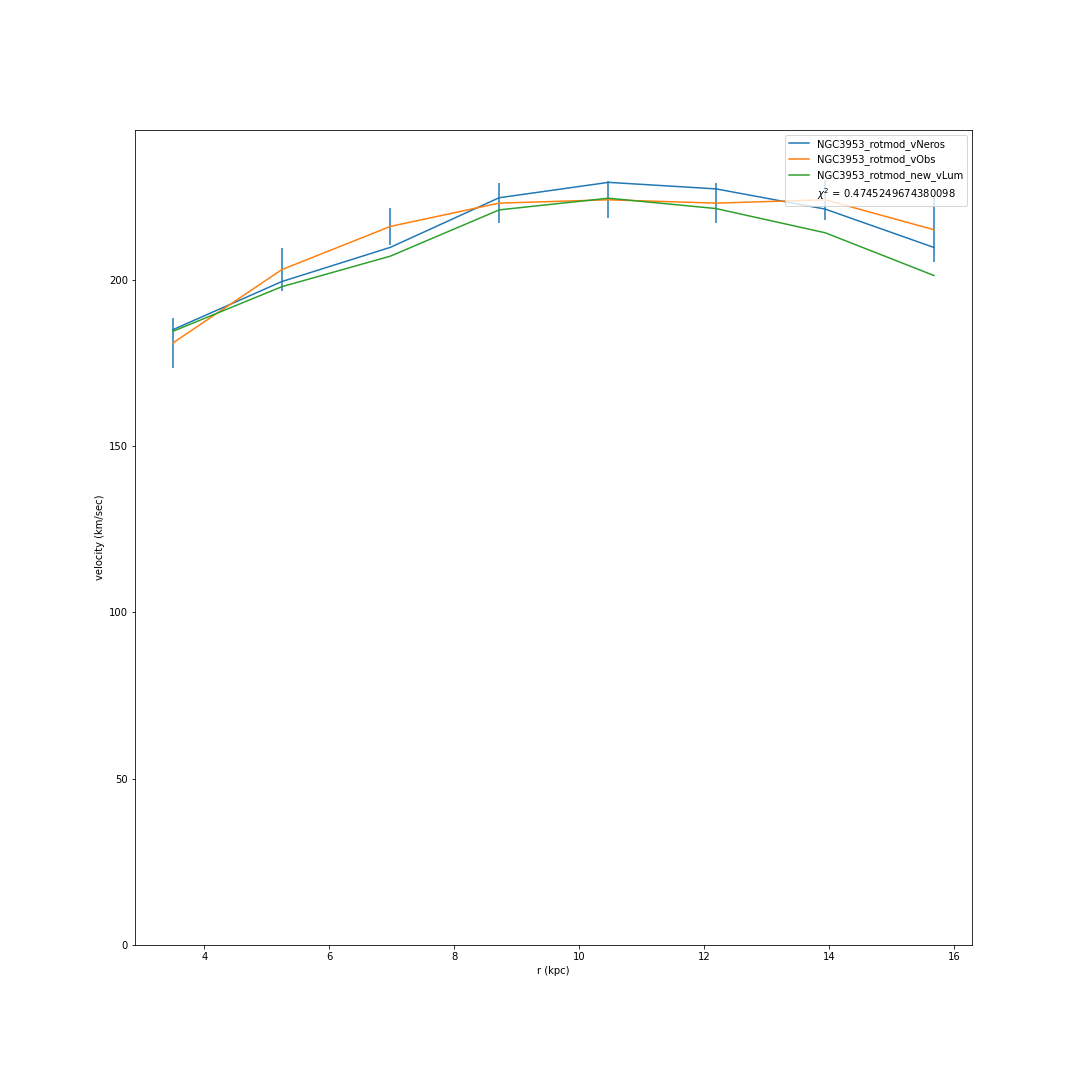 NGC3953_rotmod_vNeros
NGC3953_rotmod_vObs
NGC3953_rotmod_new_vLum
χ² = 0.4745249674380098
200
150
100
50
0
velocity (km/sec)
4 6 8 10 12 14 16
r (kpc)